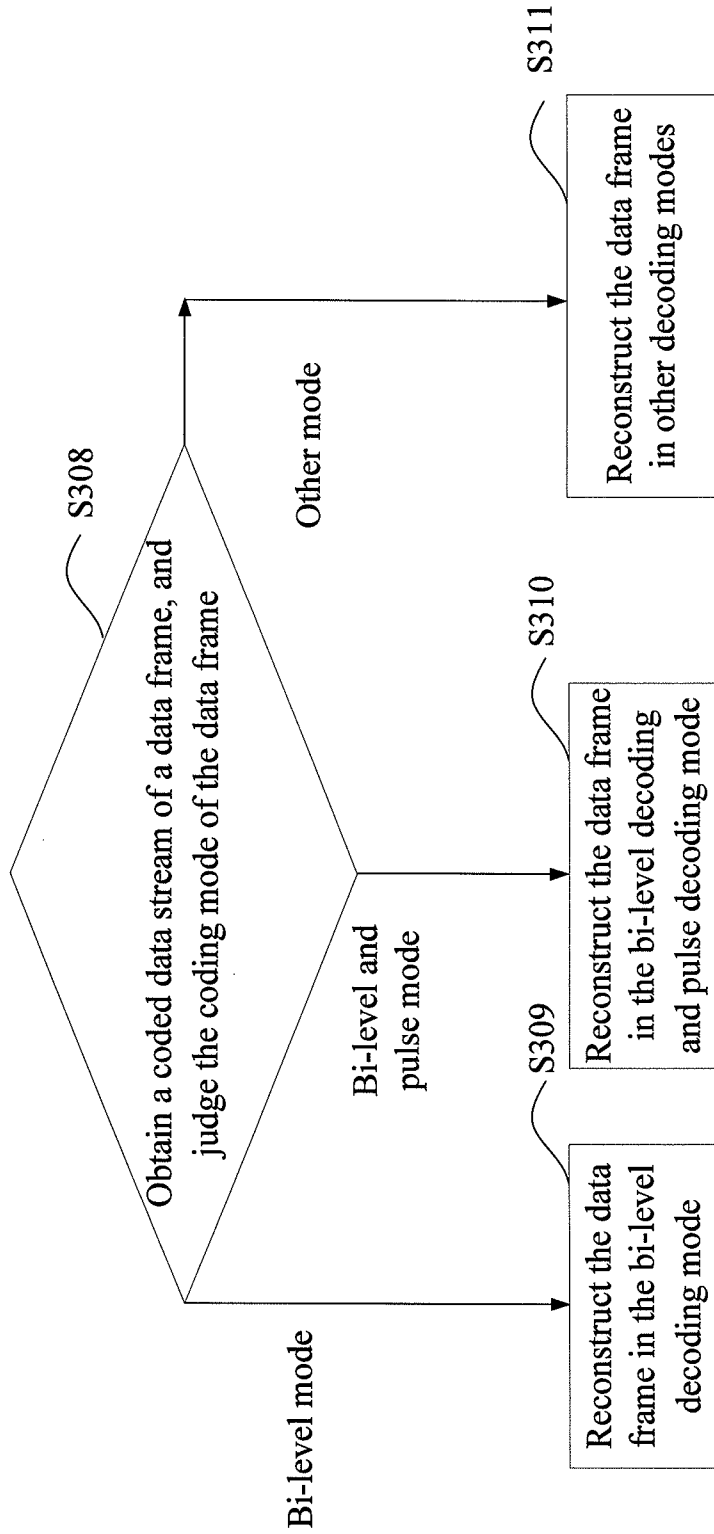 S308
Obtain a coded data stream of a data frame, and
judge the coding mode of the data frame
Bi-level mode
Bi-level and
pulse mode
Other mode
S309
Reconstruct the data
frame in the bi-level
decoding mode
S310
Reconstruct the data frame
in the bi-level decoding
and pulse decoding mode
S311
Reconstruct the data frame
in other decoding modes